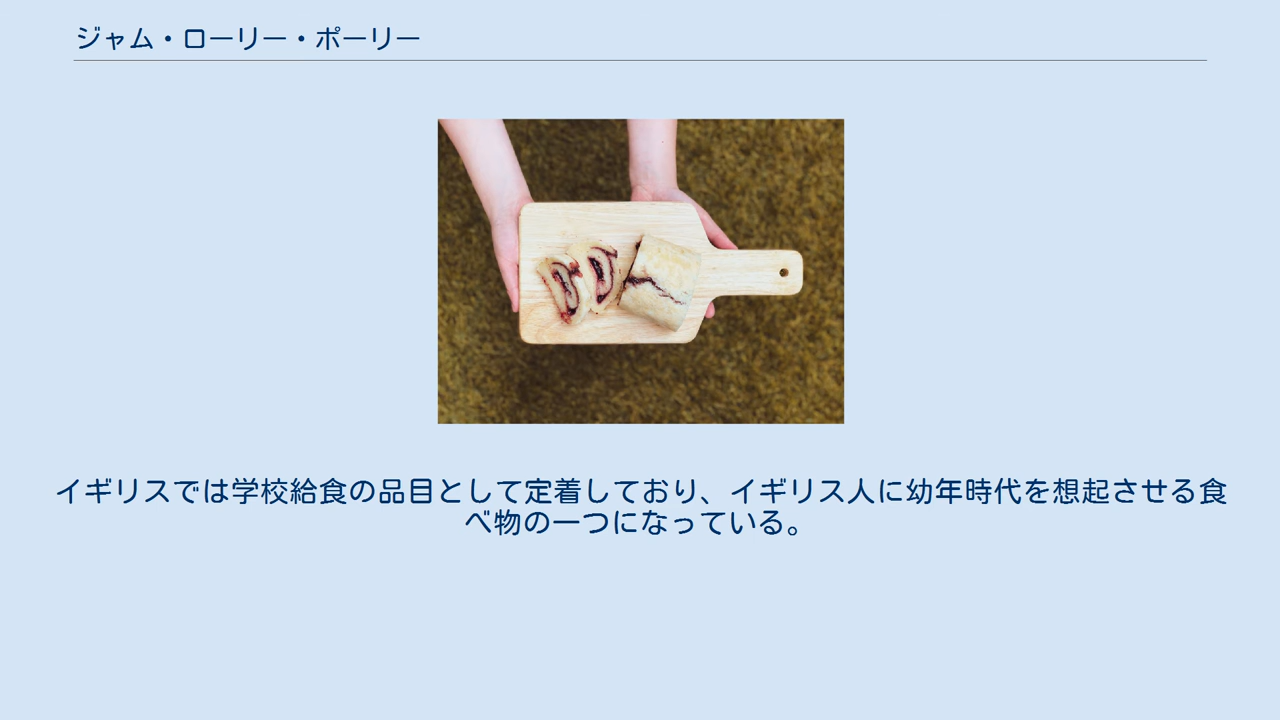 ジャム・ローリー・ポーリー
イギリスでは学校給食の品目として定着しており、イギリス人に幼年時代を想起させる食
べ物の一つになっている。